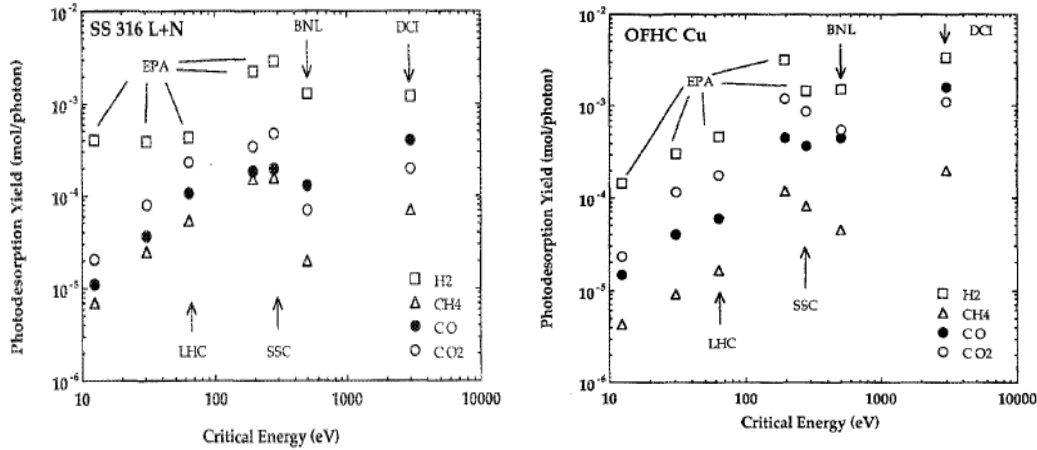 SS 316 L+N
BNL
DCI
EPA
10⁻²
10⁻³
10⁻⁴
10⁻⁵
10⁻⁶
Photodesorption Yield (mol/photon)
H2
CH4
CO
CO2
LHC
SSC
10
100
1000
10000
Critical Energy (eV)
OFHC Cu
BNL
DCI
EPA
10⁻²
10⁻³
10⁻⁴
10⁻⁵
10⁻⁶
Photodesorption Yield (mol/photon)
SSC
LHC
H2
CH4
CO
CO2
10
100
1000
10000
Critical Energy (eV)